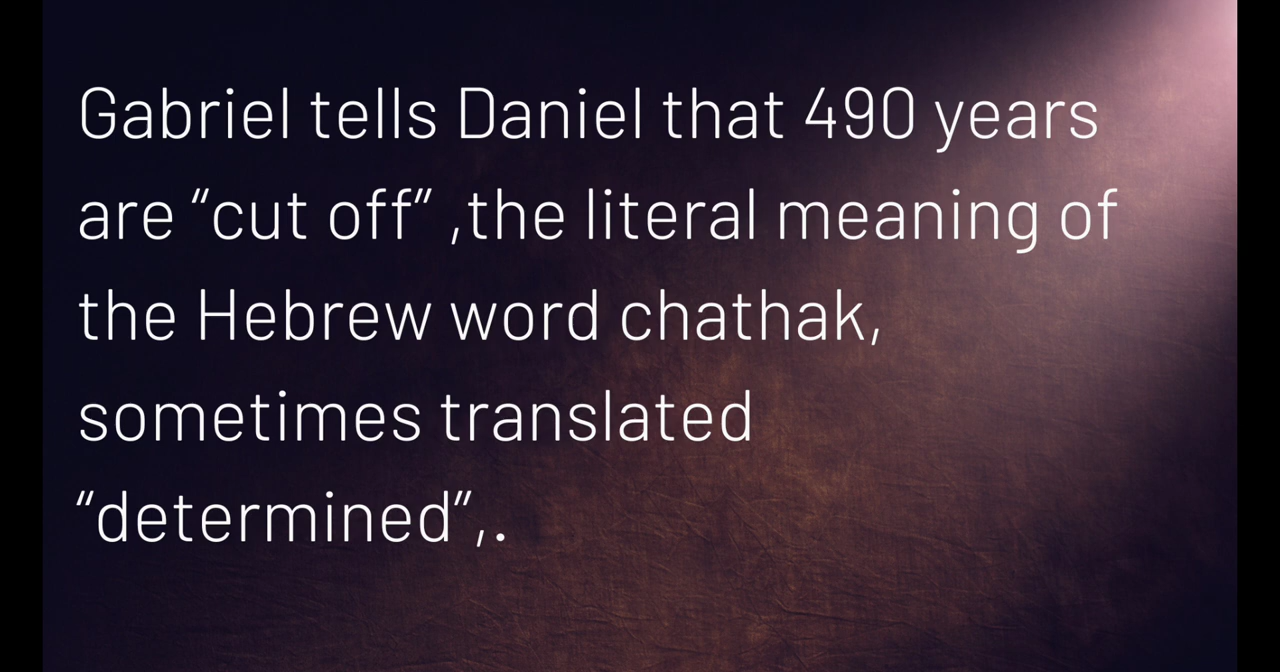 Gabriel tells Daniel that 490 years
are “cut off” ,the literal meaning of
the Hebrew word chathak,
sometimes translated
“determined”,.